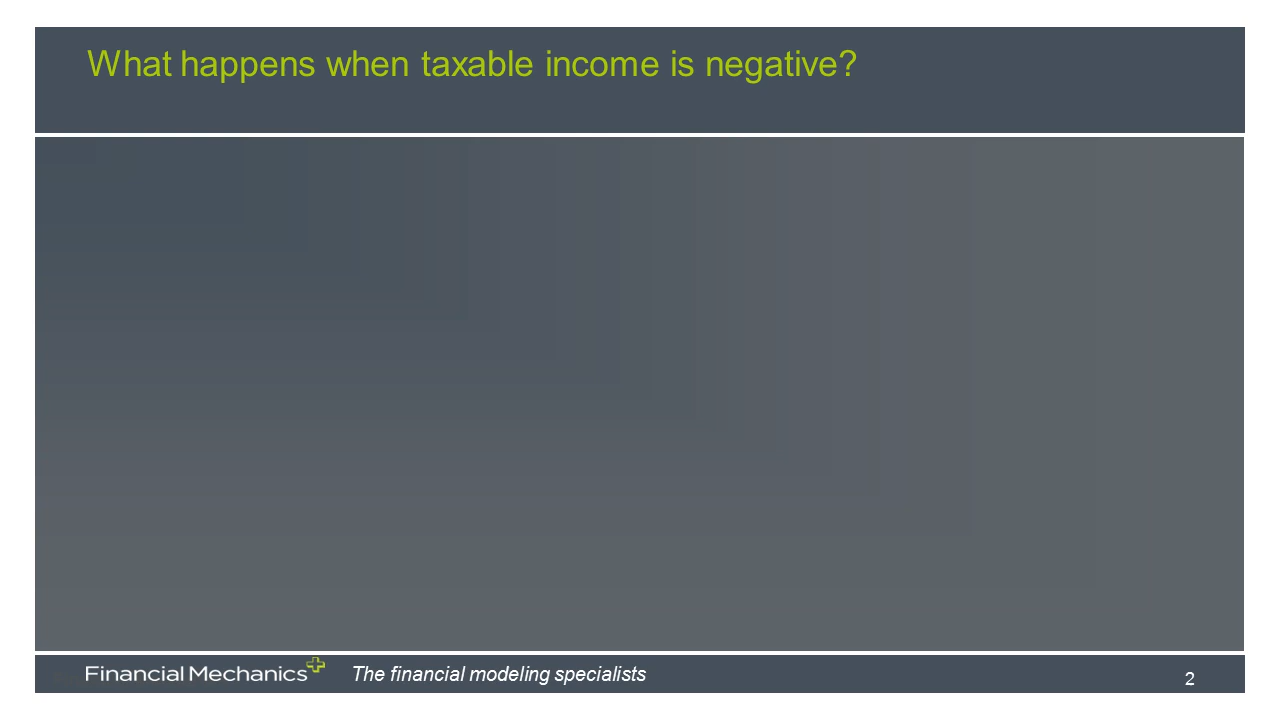 What happens when taxable income is negative?
Financial Mechanics The financial modeling specialists
2